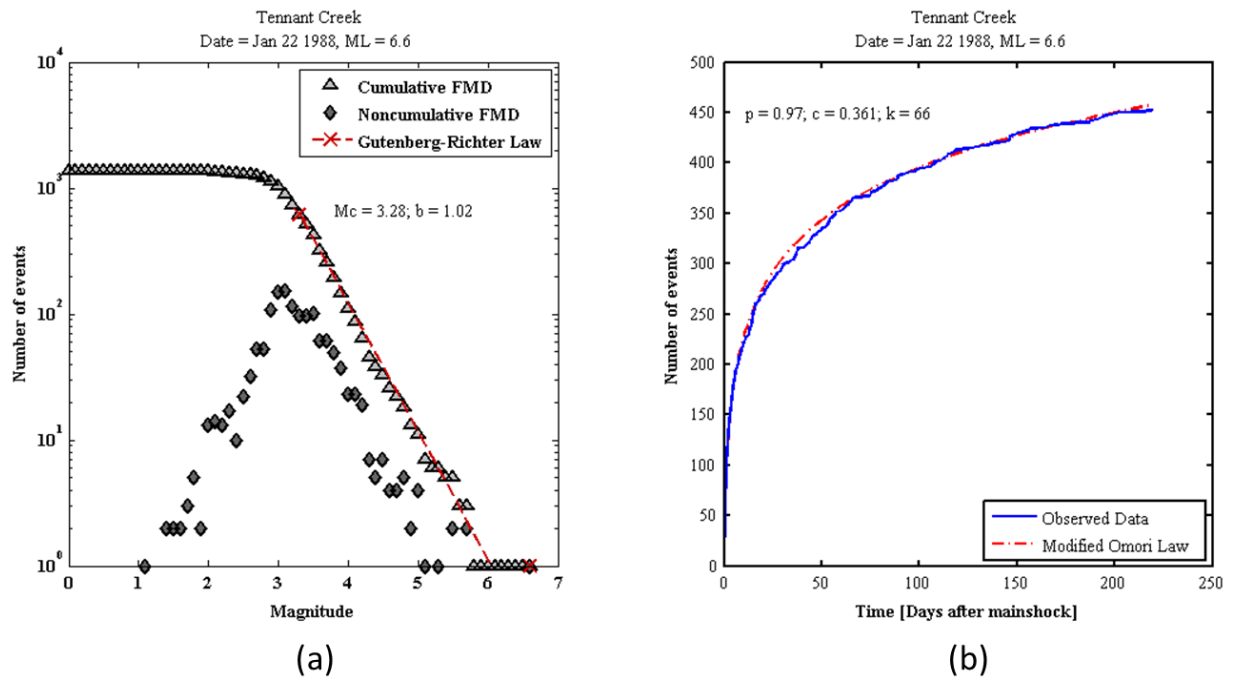 Tennant Creek
Date = Jan 22 1988, ML = 6.6
10^4
10^3
10^2
10^1
10^0
Number of events
Cumulative FMD
Noncumulative FMD
Gutenberg-Richter Law
Mc = 3.28; b = 1.02
0 1 2 3 4 5 6 7
Magnitude
(a)
Tennant Creek
Date = Jan 22 1988, ML = 6.6
500
450
400
350
300
250
200
150
100
50
0
Number of events
p = 0.97; c = 0.361; k = 66
Observed Data
Modified Omori Law
0 50 100 150 200 250
Time [Days after mainshock]
(b)